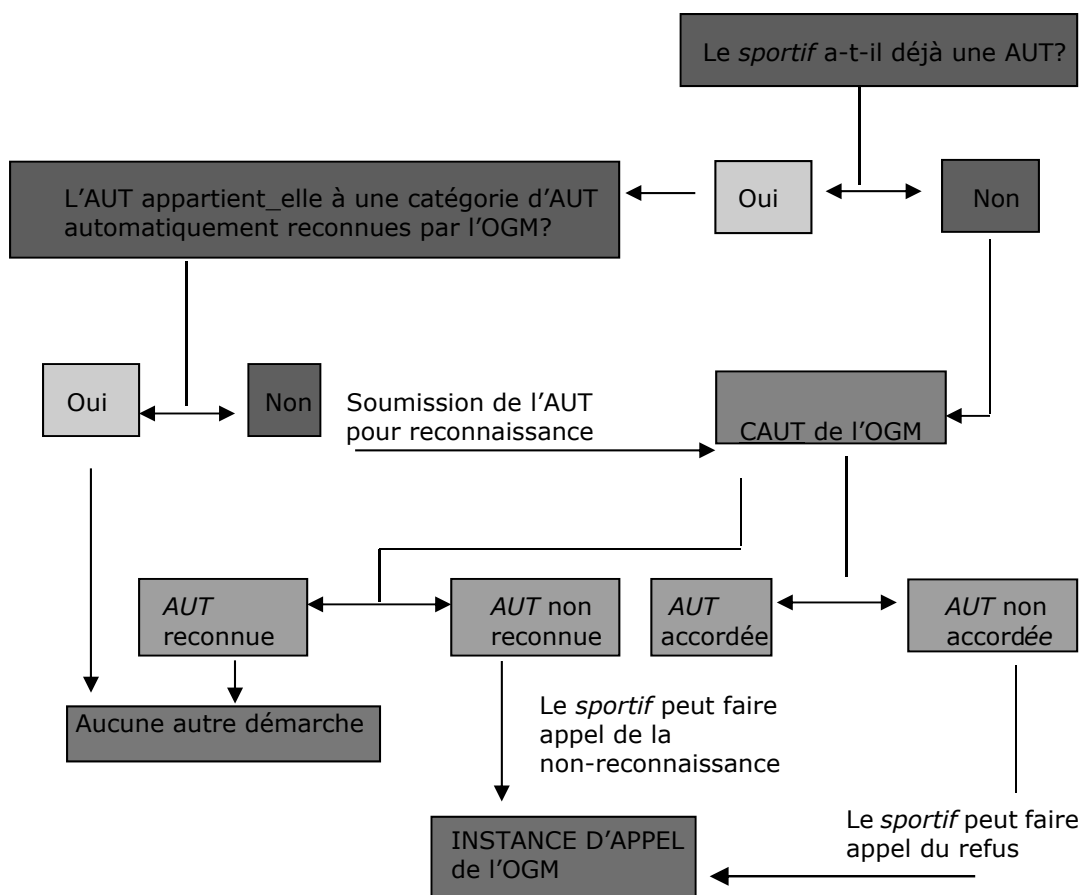 Le sportif a-t-il déjà une AUT?
L'AUT appartient_elle à une catégorie d'AUT
automatiquement reconnues par l'OGM?
Oui
Non
Oui
Non
Soumission de l'AUT
pour reconnaissance
CAUT de l'OGM
AUT
reconnue
AUT non
reconnue
AUT
accordée
AUT non
accordée
Aucune autre démarche
Le sportif peut faire
appel de la
non-reconnaissance
INSTANCE D'APPEL
de l'OGM
Le sportif peut faire
appel du refus